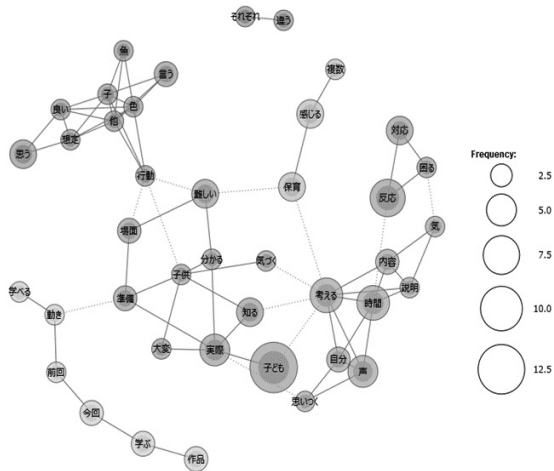 それぞれ
違う
魚
言う
子
色
良い
他
想定
思う
複数
感じる
対応
困る
行動
難しい
保育
反応
気
場面
分かる
気づく
内容
子供
学べる
準備
考える
時間
説明
動き
知る
大変
実際
子ども
自分
声
前回
思いつく
今回
学ぶ
作品
Frequency:
2.5
5.0
7.5
10.0
12.5